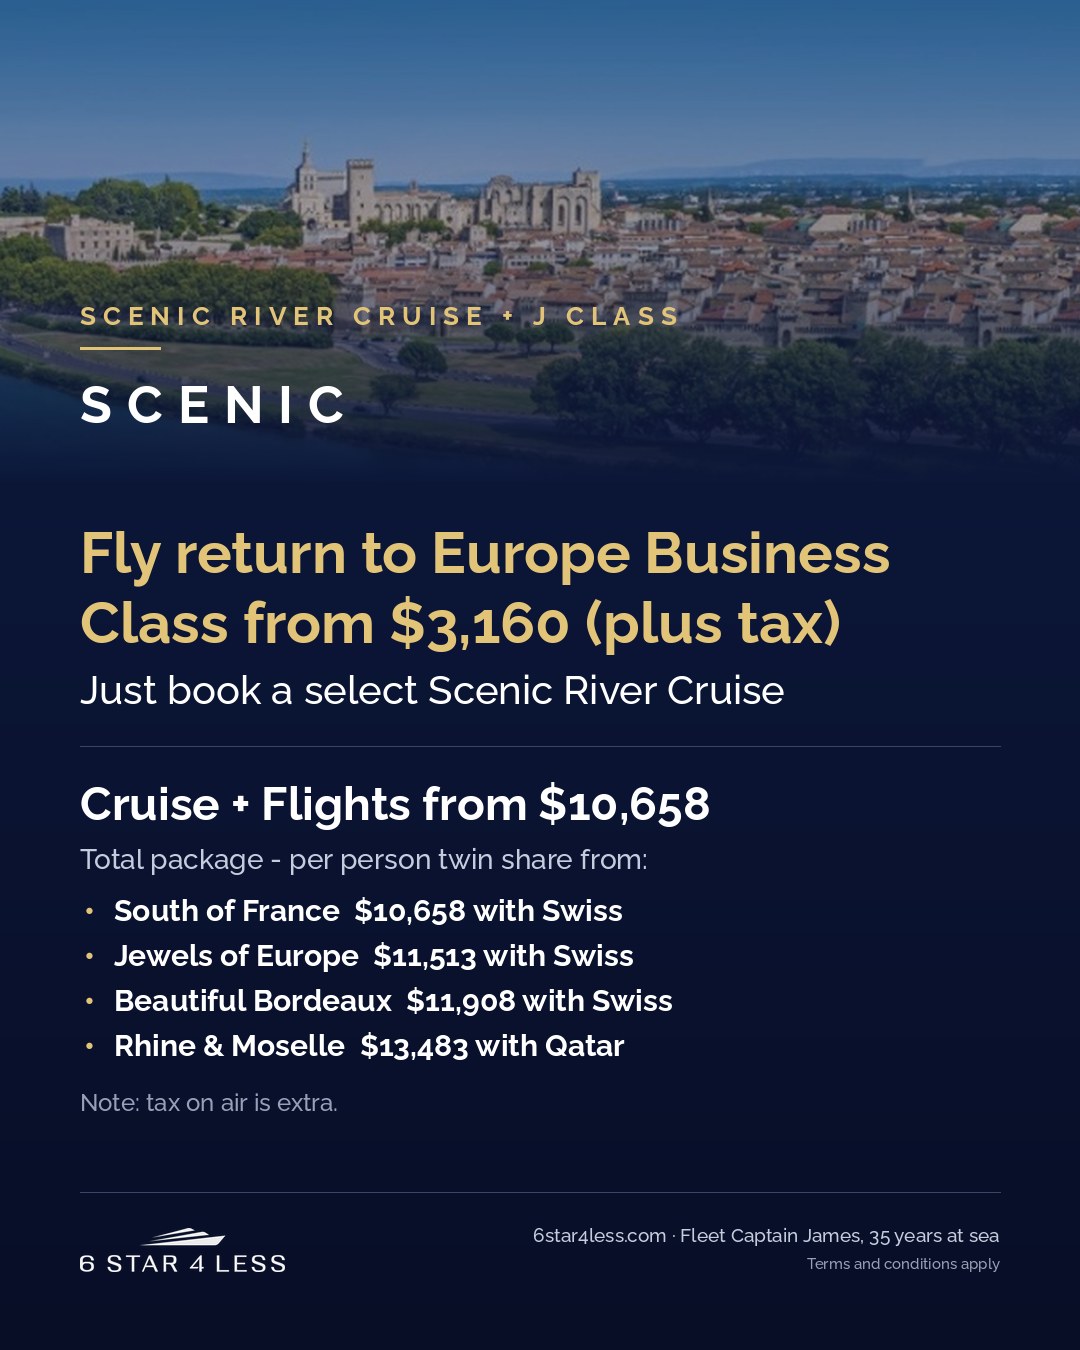 SCENIC RIVER CRUISE + J CLASS
SCENIC
Fly return to Europe Business
Class from $3,160 (plus tax)
Just book a select Scenic River Cruise
Cruise + Flights from $10,658
Total package - per person twin share from:
• South of France $10,658 with Swiss
• Jewels of Europe $11,513 with Swiss
• Beautiful Bordeaux $11,908 with Swiss
• Rhine & Moselle $13,483 with Qatar
Note: tax on air is extra.
6 STAR 4 LESS
6star4less.com · Fleet Captain James, 35 years at sea
Terms and conditions apply